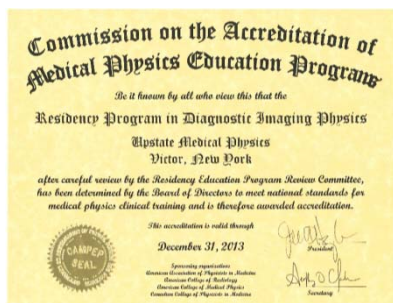 Commission on the Accreditation of
Medical Physics Education Programs
Be it known by all who view this that the
Residency Program in Diagnostic Imaging Physics
Upstate Medical Physics
Victor, New York
after careful review by the Residency Education Program Review Committee,
has been determined by the Board of Directors to meet national standards for
medical physics clinical training and is therefore awarded accreditation.
This accreditation is valid through
December 31, 2013
President
Sponsoring organizations
American Association of Physicists in Medicine
American College of Radiology
American College of Medical Physics
Canadian College of Physicists in Medicine
Secretary
CAMPEP
SEAL